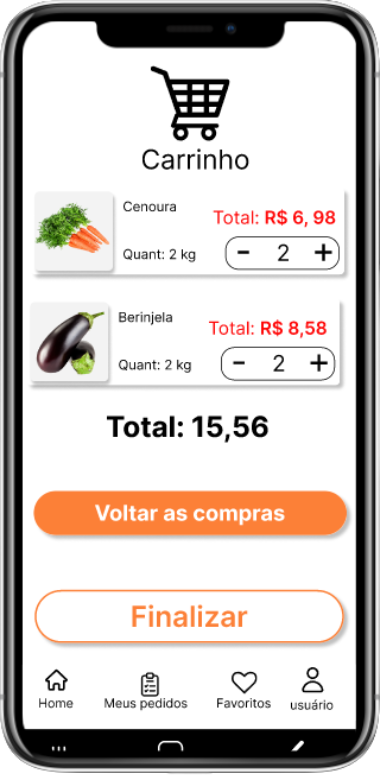 Carrinho
Cenoura
Total: R$ 6, 98
Quant: 2 kg
- 2 +
Berinjela
Total: R$ 8,58
Quant: 2 kg
- 2 +
Total: 15,56
Voltar as compras
Finalizar
Home Meus pedidos Favoritos usuário